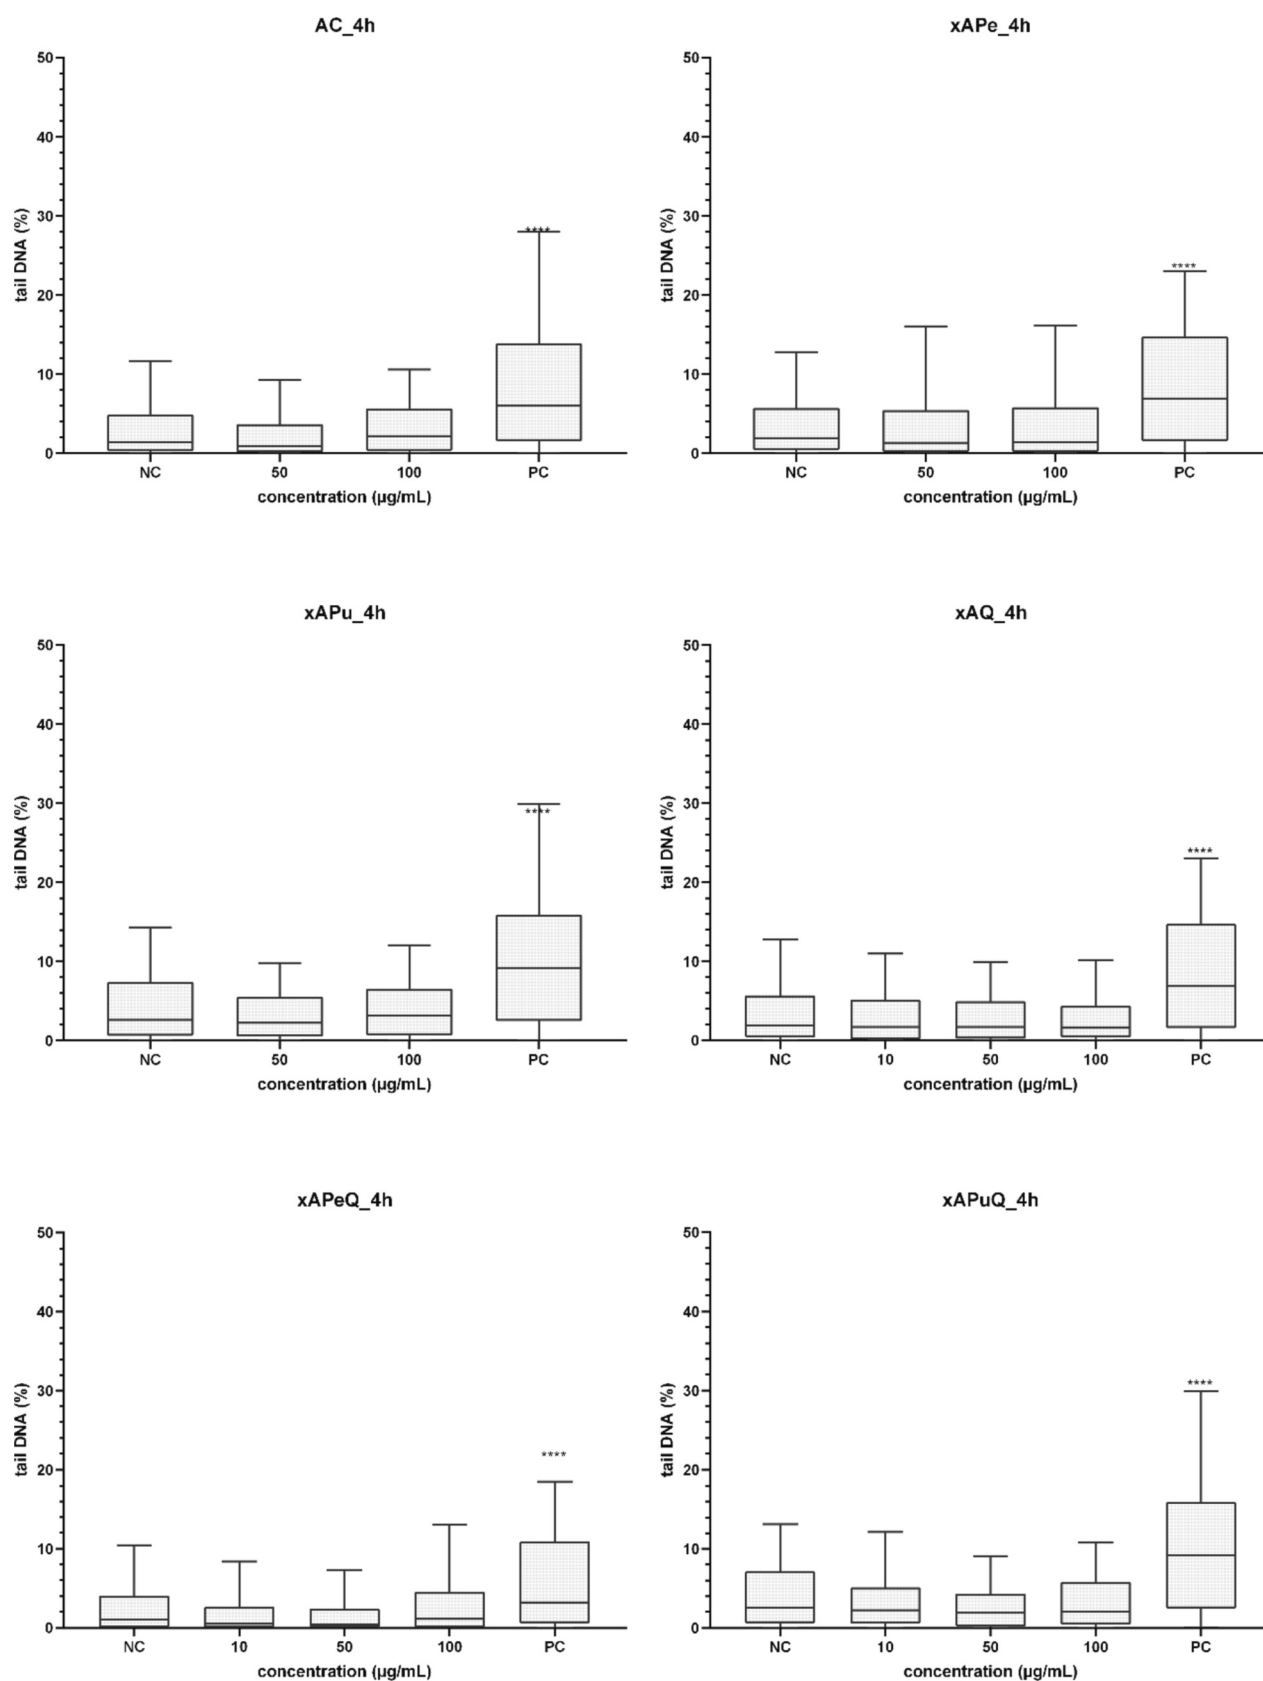 AC_4h
50
40
30
20
10
0
tail DNA (%)
****
NC 50 100 PC
concentration (µg/mL)
xAPe_4h
50
40
30
20
10
0
tail DNA (%)
****
NC 50 100 PC
concentration (µg/mL)
xAPu_4h
50
40
30
20
10
0
tail DNA (%)
****
NC 50 100 PC
concentration (µg/mL)
xAQ_4h
50
40
30
20
10
0
tail DNA (%)
****
NC 10 50 100 PC
concentration (µg/mL)
xAPeQ_4h
50
40
30
20
10
0
tail DNA (%)
****
NC 10 50 100 PC
concentration (µg/mL)
xAPuQ_4h
50
40
30
20
10
0
tail DNA (%)
****
NC 10 50 100 PC
concentration (µg/mL)